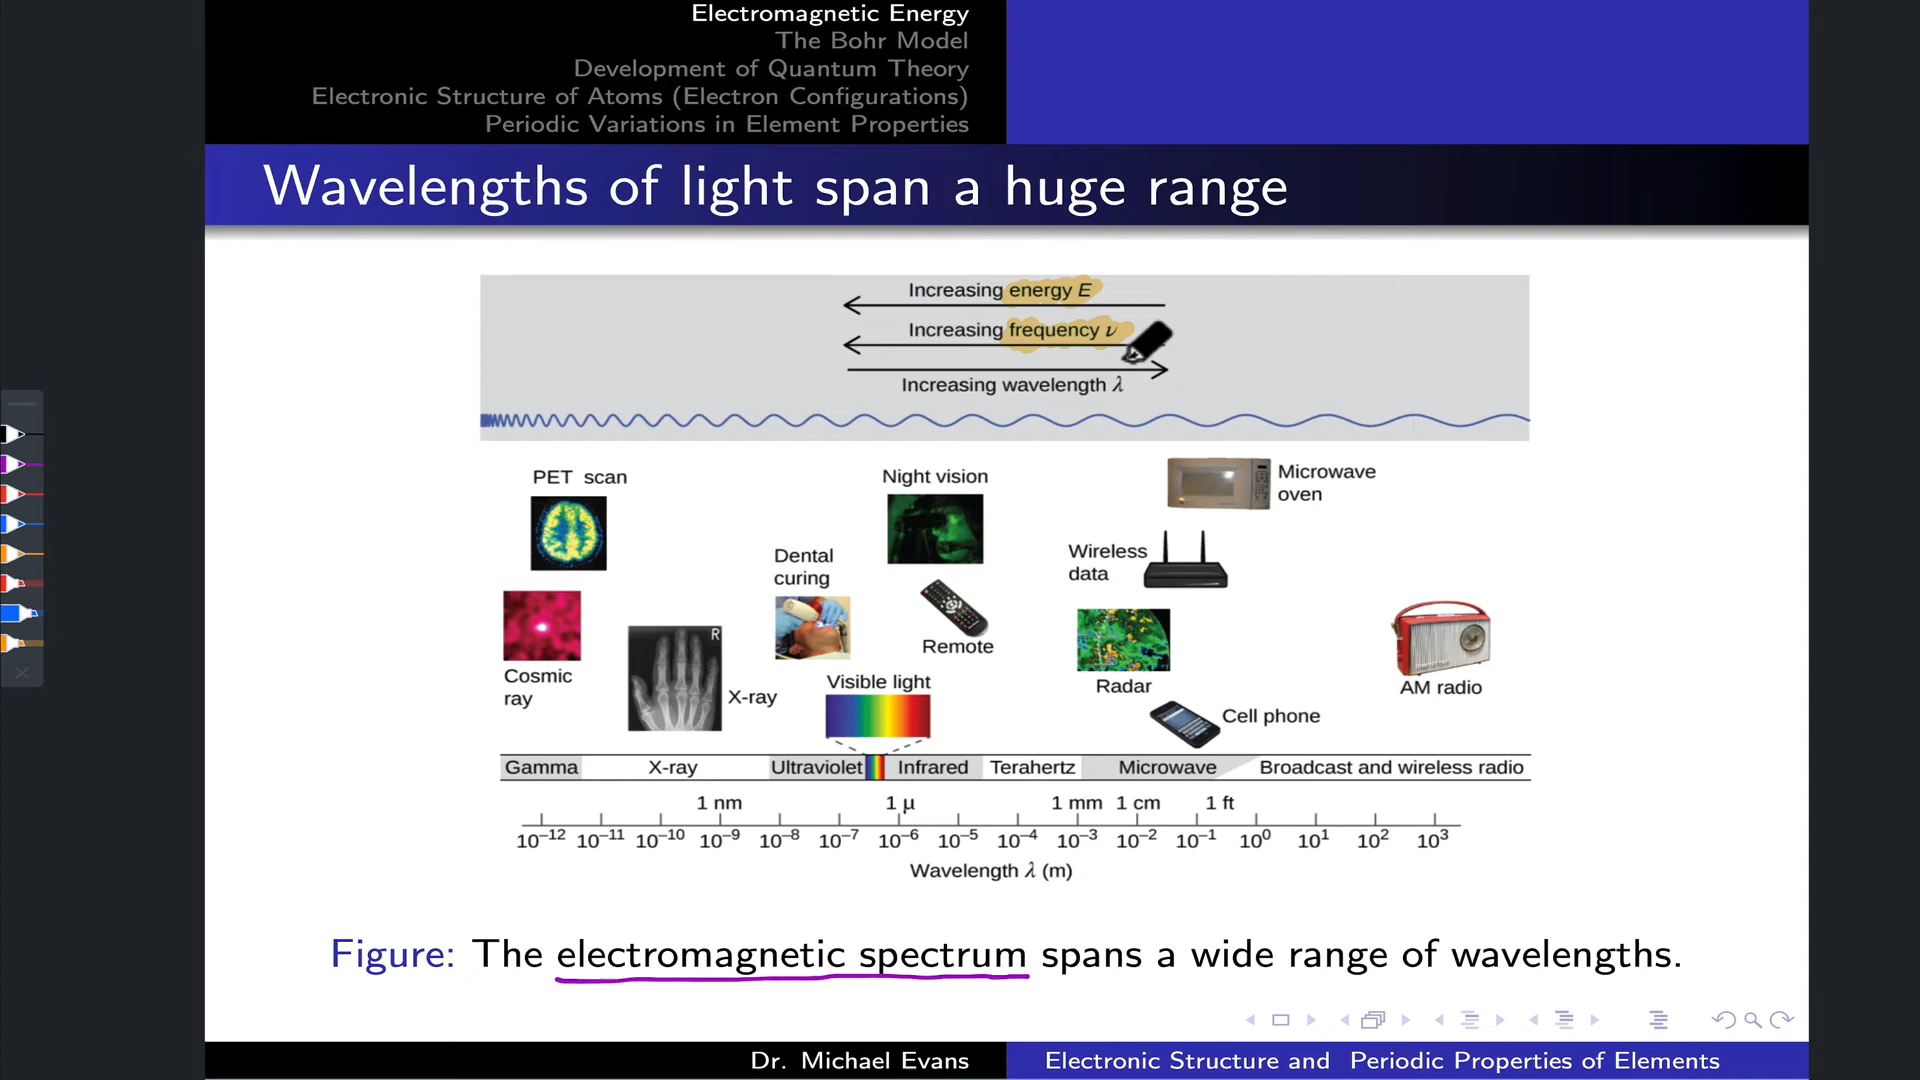 Electromagnetic Energy
The Bohr Model
Development of Quantum Theory
Electronic Structure of Atoms (Electron Configurations)
Periodic Variations in Element Properties
Wavelengths of light span a huge range
Increasing energy E
Increasing frequency ν
Increasing wavelength λ
PET scan
Night vision
Microwave
oven
Dental
curing
Wireless
data
Remote
R
Cosmic
ray
X-ray
Visible light
Radar
Cell phone
AM radio
Gamma X-ray Ultraviolet Infrared Terahertz Microwave Broadcast and wireless radio
1 nm 1 µ 1 mm 1 cm 1 ft
10⁻¹² 10⁻¹¹ 10⁻¹⁰ 10⁻⁹ 10⁻⁸ 10⁻⁷ 10⁻⁶ 10⁻⁵ 10⁻⁴ 10⁻³ 10⁻² 10⁻¹ 10⁰ 10¹ 10² 10³
Wavelength λ (m)
Figure: The electromagnetic spectrum spans a wide range of wavelengths.
Dr. Michael Evans Electronic Structure and Periodic Properties of Elements